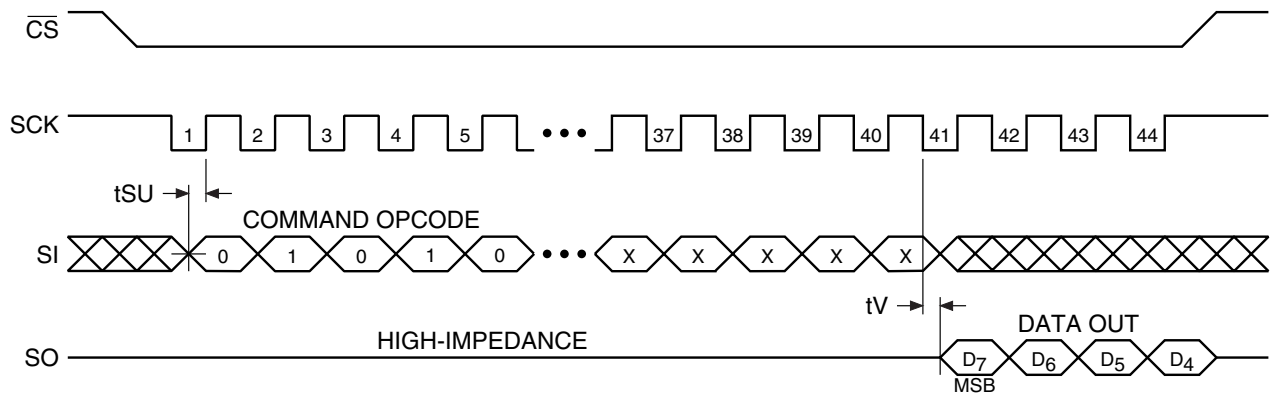 CS
SCK 1 2 3 4 5 ••• 37 38 39 40 41 42 43 44
tSU
COMMAND OPCODE
SI 0 1 0 1 0 ••• X X X X X
tV
HIGH-IMPEDANCE DATA OUT
SO D7 D6 D5 D4
MSB